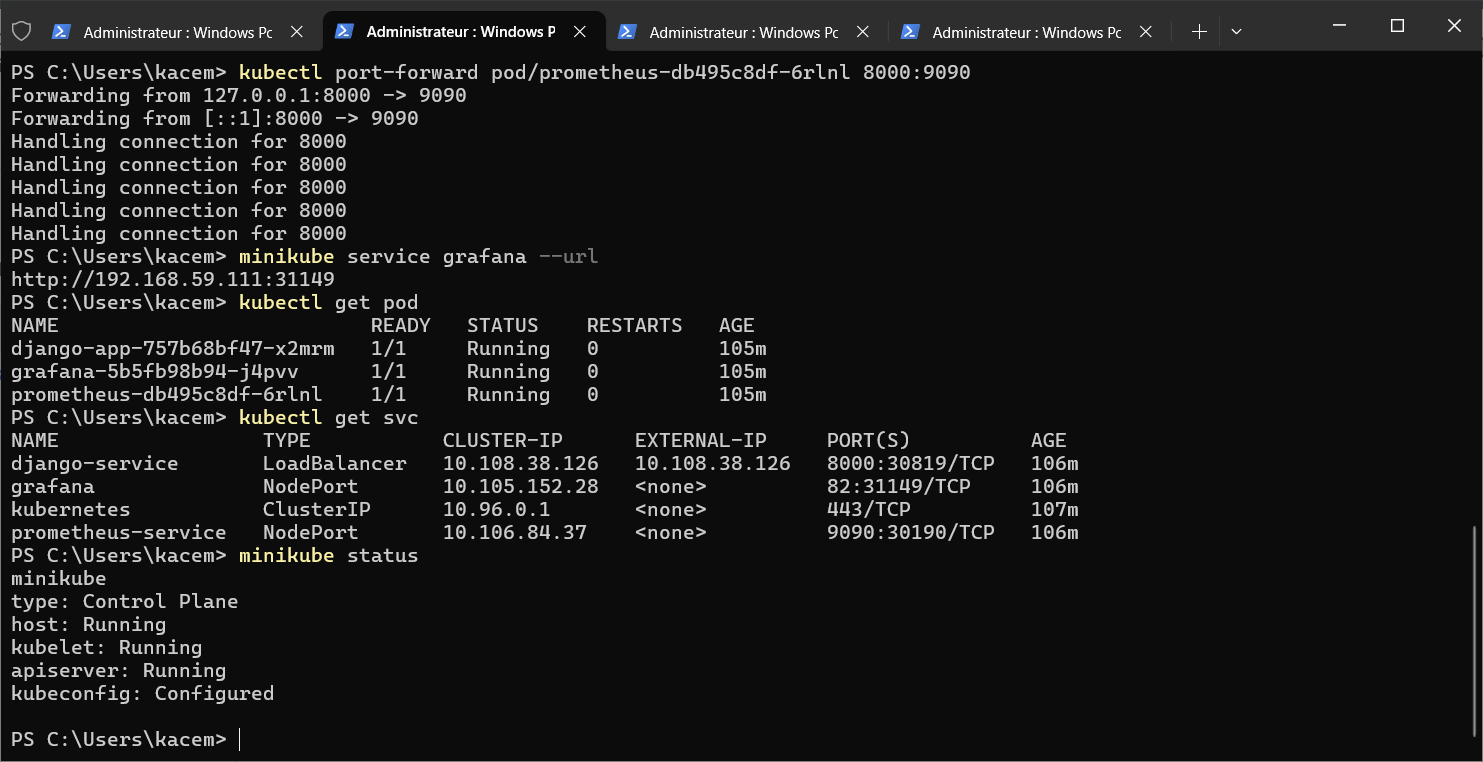 Administrateur : Windows Pc
Administrateur : Windows P
Administrateur : Windows Pc
Administrateur : Windows Pc
PS C:\Users\kacem> kubectl port-forward pod/prometheus-db495c8df-6rlnl 8000:9090
Forwarding from 127.0.0.1:8000 -> 9090
Forwarding from [::1]:8000 -> 9090
Handling connection for 8000
Handling connection for 8000
Handling connection for 8000
Handling connection for 8000
Handling connection for 8000
PS C:\Users\kacem> minikube service grafana --url
http://192.168.59.111:31149
PS C:\Users\kacem> kubectl get pod
NAME READY STATUS RESTARTS AGE
django-app-757b68bf47-x2mrm 1/1 Running 0 105m
grafana-5b5fb98b94-j4pvv 1/1 Running 0 105m
prometheus-db495c8df-6rlnl 1/1 Running 0 105m
PS C:\Users\kacem> kubectl get svc
NAME TYPE CLUSTER-IP EXTERNAL-IP PORT(S) AGE
django-service LoadBalancer 10.108.38.126 10.108.38.126 8000:30819/TCP 106m
grafana NodePort 10.105.152.28 <none> 82:31149/TCP 106m
kubernetes ClusterIP 10.96.0.1 <none> 443/TCP 107m
prometheus-service NodePort 10.106.84.37 <none> 9090:30190/TCP 106m
PS C:\Users\kacem> minikube status
minikube
type: Control Plane
host: Running
kubelet: Running
apiserver: Running
kubeconfig: Configured
PS C:\Users\kacem>